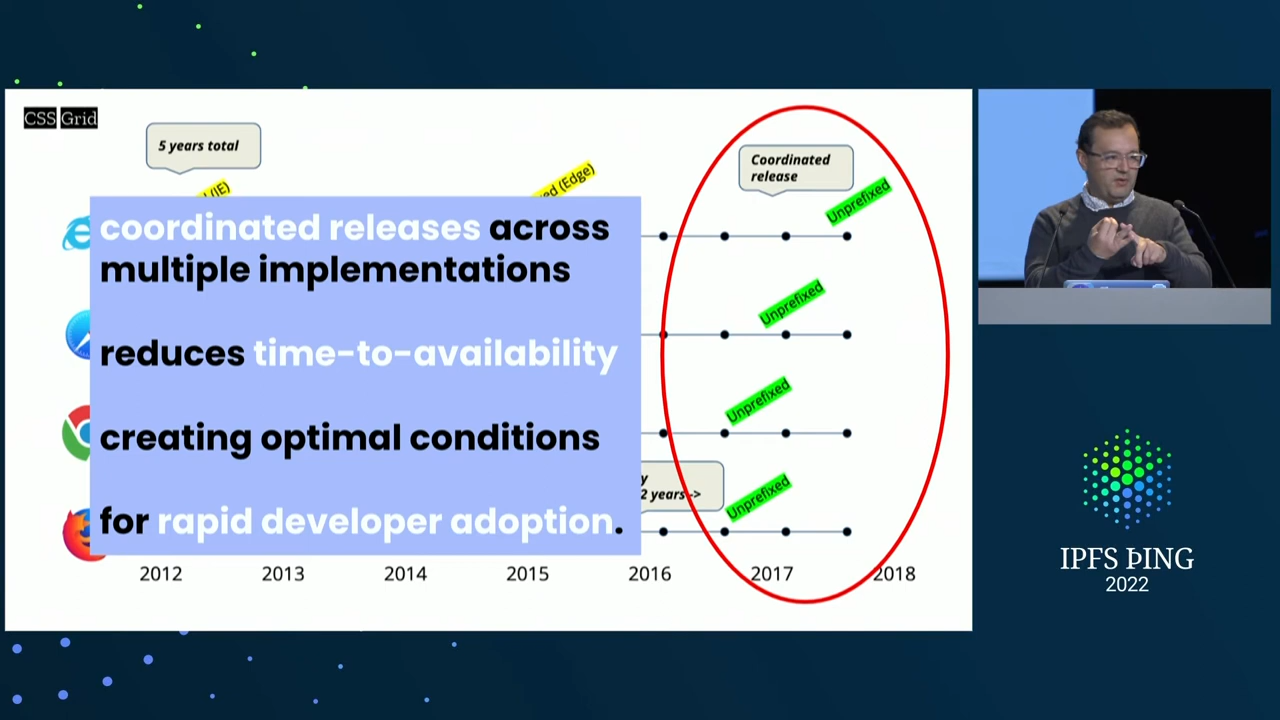 CSS Grid
5 years total
Coordinated
release
(IE)
(Edge)
Unprefixed
coordinated releases across
multiple implementations
reduces time-to-availability
creating optimal conditions
for rapid developer adoption.
Unprefixed
Unprefixed
2 years->
Unprefixed
2012 2013 2014 2015 2016 2017 2018
IPFS ÞING
2022